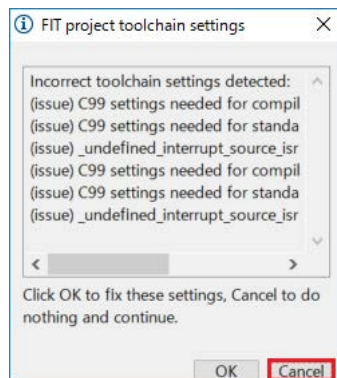 FIT project toolchain settings
Incorrect toolchain settings detected:
(issue) C99 settings needed for compil
(issue) C99 settings needed for standa
(issue) _undefined_interrupt_source_isr
(issue) C99 settings needed for compil
(issue) C99 settings needed for standa
(issue) _undefined_interrupt_source_isr
Click OK to fix these settings, Cancel to do
nothing and continue.
OK Cancel